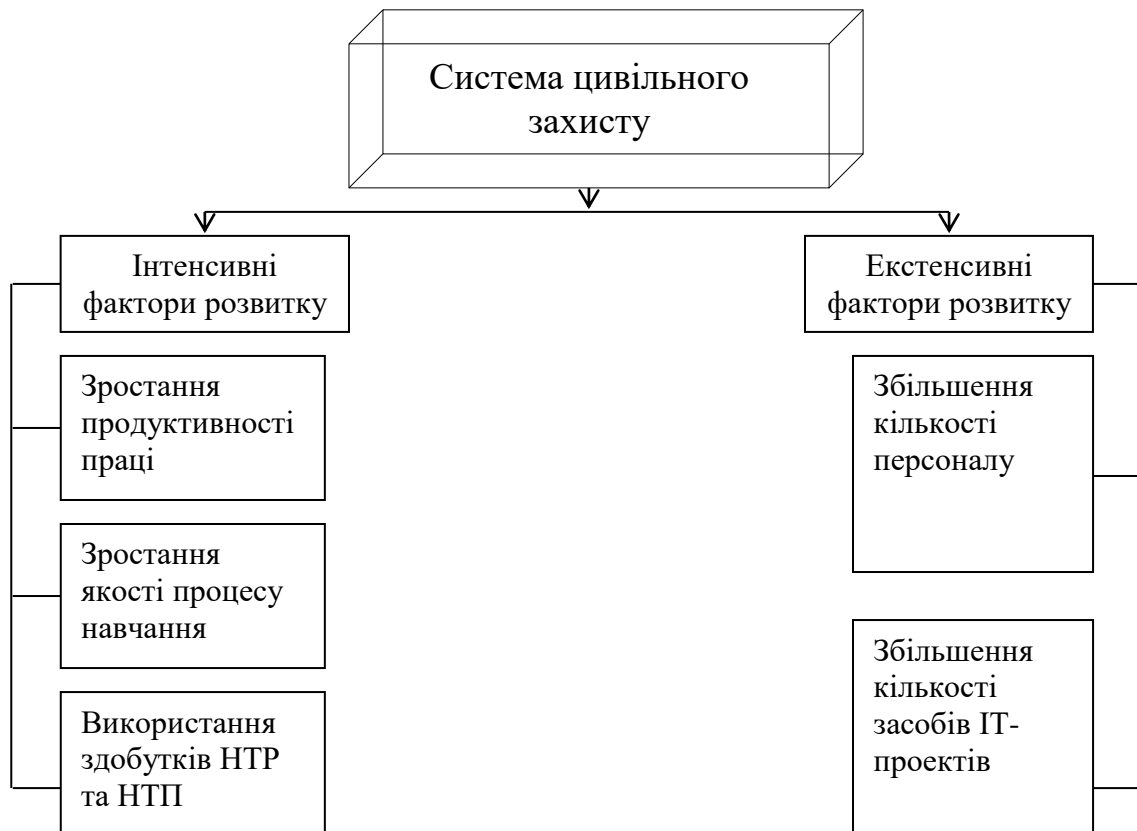 Система цивільного
захисту
Інтенсивні
фактори розвитку
Екстенсивні
фактори розвитку
Зростання
продуктивності
праці
Збільшення
кількості
персоналу
Зростання
якості процесу
навчання
Збільшення
кількості
засобів ІТ-
проектів
Використання
здобутків НТР
та НТП